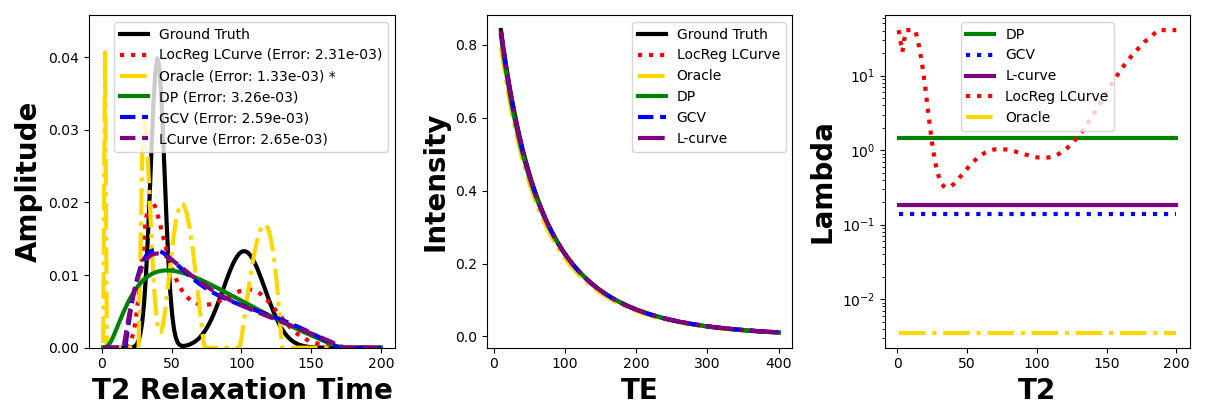 Amplitude
0.04
0.03
0.02
0.01
0.00
Ground Truth
LocReg LCurve (Error: 2.31e-03)
Oracle (Error: 1.33e-03) *
DP (Error: 3.26e-03)
GCV (Error: 2.59e-03)
LCurve (Error: 2.65e-03)
0 50 100 150 200
T2 Relaxation Time
Intensity
0.8
0.6
0.4
0.2
0.0
Ground Truth
LocReg LCurve
Oracle
DP
GCV
L-curve
0 100 200 300 400
TE
Lambda
10¹
10⁰
10⁻¹
10⁻²
DP
GCV
L-curve
LocReg LCurve
Oracle
0 50 100 150 200
T2